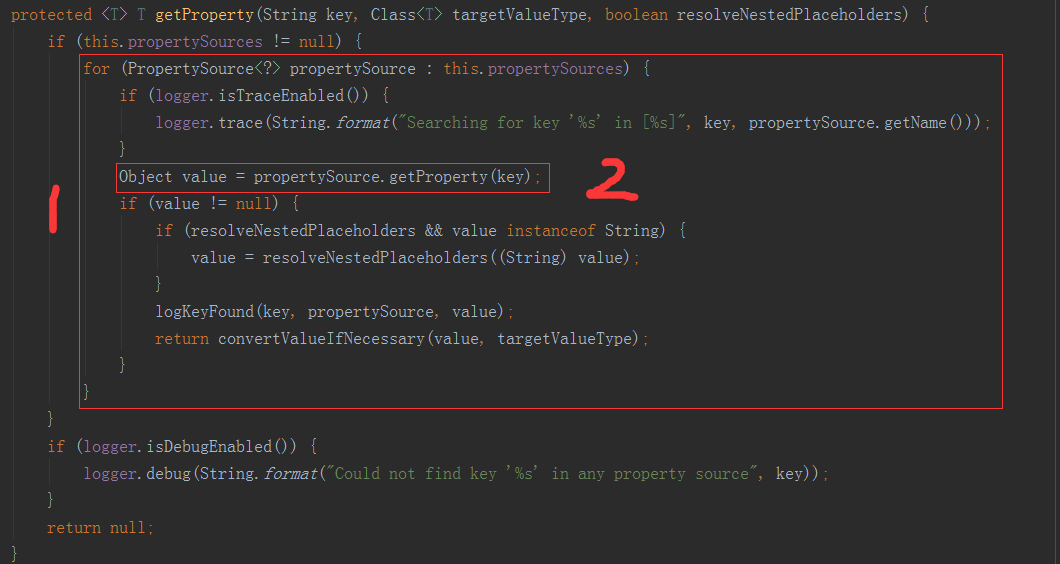 protected <T> T getProperty(String key, Class<T> targetValueType, boolean resolveNestedPlaceholders) {
if (this.propertySources != null) {
for (PropertySource<?> propertySource : this.propertySources) {
if (logger.isTraceEnabled()) {
logger.trace(String.format("Searching for key '%s' in [%s]", key, propertySource.getName()));
}
Object value = propertySource.getProperty(key);
2
1
if (value != null) {
if (resolveNestedPlaceholders && value instanceof String) {
value = resolveNestedPlaceholders((String) value);
}
logKeyFound(key, propertySource, value);
return convertValueIfNecessary(value, targetValueType);
}
}
}
if (logger.isDebugEnabled()) {
logger.debug(String.format("Could not find key '%s' in any property source", key));
}
return null;
}